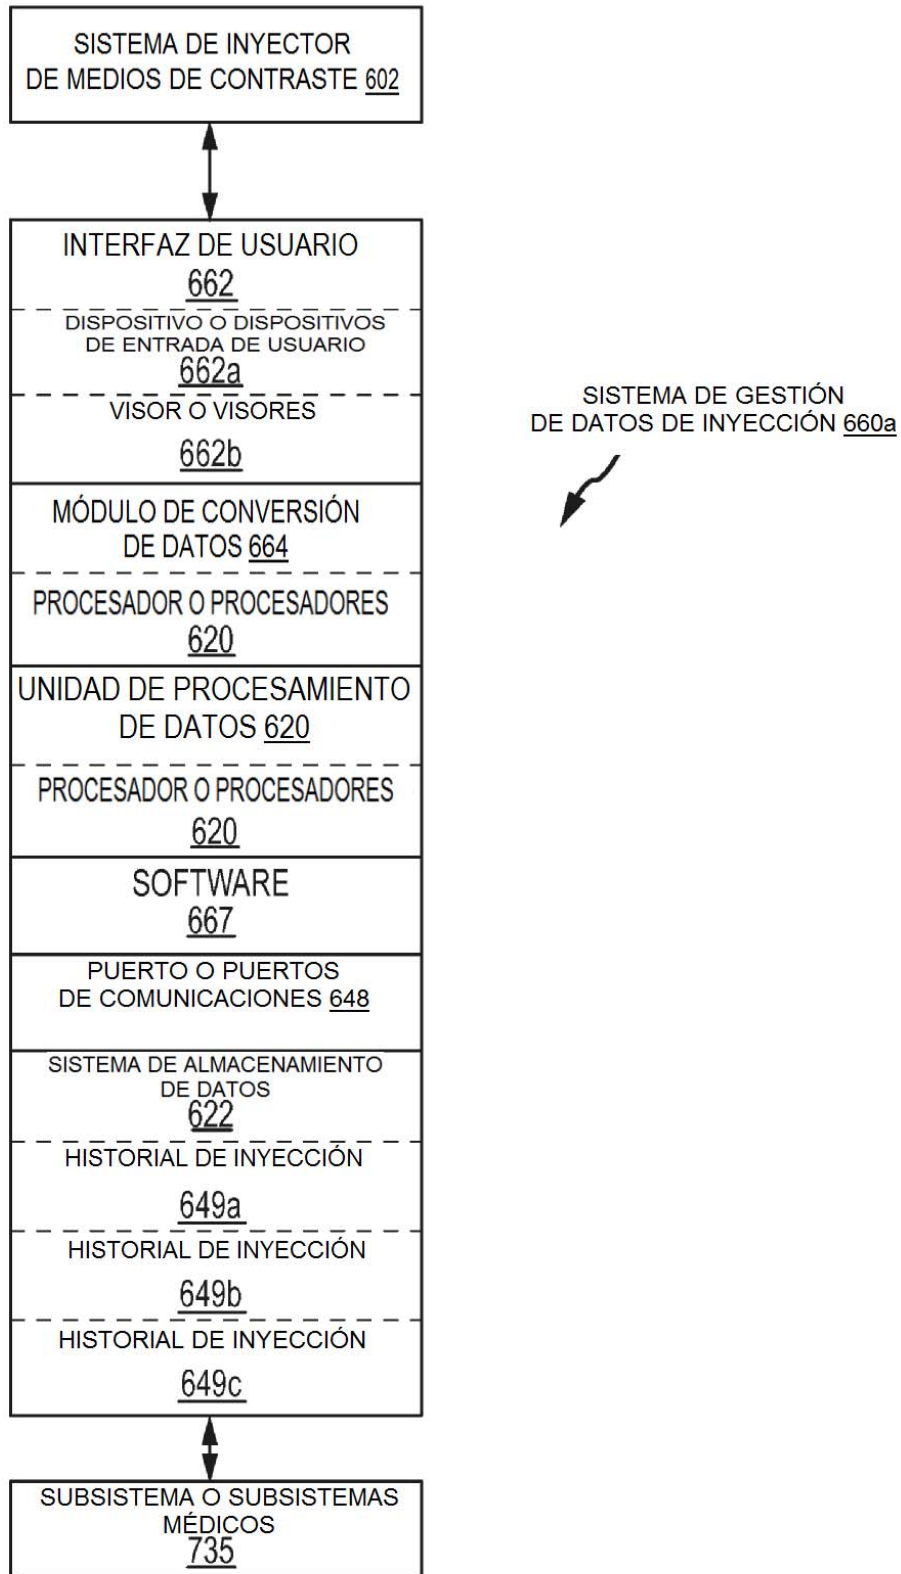 SISTEMA DE INYECTOR
DE MEDIOS DE CONTRASTE 602
INTERFAZ DE USUARIO
662
DISPOSITIVO O DISPOSITIVOS
DE ENTRADA DE USUARIO
662a
VISOR O VISORES
662b
MÓDULO DE CONVERSIÓN
DE DATOS 664
PROCESADOR O PROCESADORES
620
UNIDAD DE PROCESAMIENTO
DE DATOS 620
PROCESADOR O PROCESADORES
620
SOFTWARE
667
PUERTO O PUERTOS
DE COMUNICACIONES 648
SISTEMA DE ALMACENAMIENTO
DE DATOS
622
HISTORIAL DE INYECCIÓN
649a
HISTORIAL DE INYECCIÓN
649b
HISTORIAL DE INYECCIÓN
649c
SUBSISTEMA O SUBSISTEMAS
MÉDICOS
735
SISTEMA DE GESTIÓN
DE DATOS DE INYECCIÓN 660a